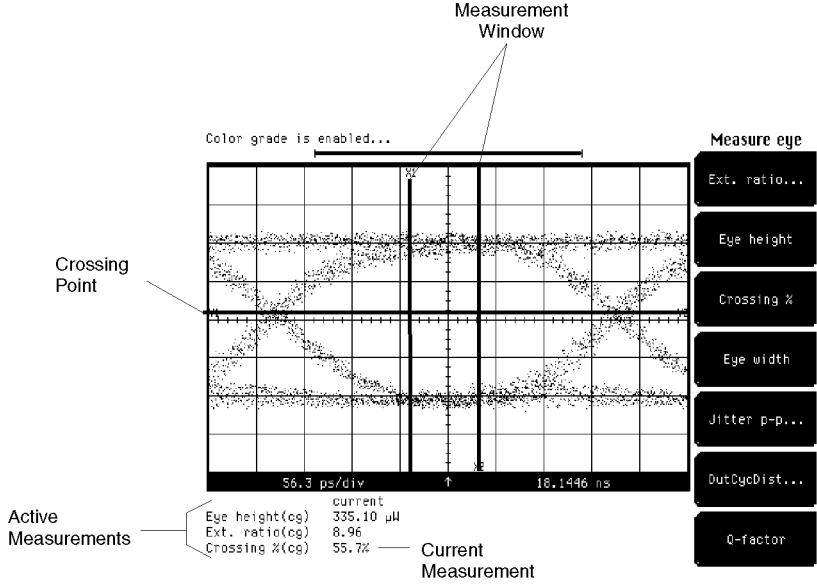 Measurement
Window
Color grade is enabled...
Measure eye
X1
Ext. ratio...
Eye height
Crossing
Point
Crossing %
Eye width
Jitter p-p...
DutCycDist...
Q-factor
56.3 ps/div
18.1446 ns
current
Eye height(cg) 335.10 µW
Ext. ratio(cg) 8.96
Crossing %(cg) 55.7%
Active
Measurements
Current
Measurement